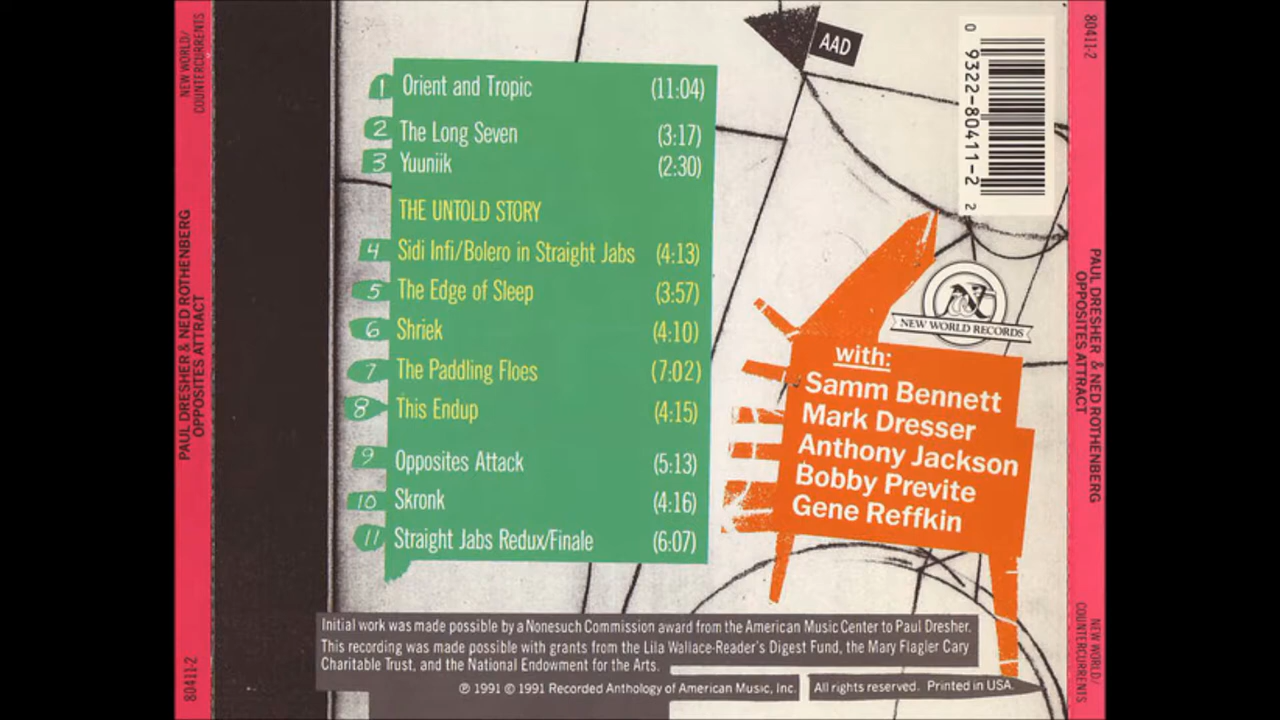 NEW WORLD/
COUNTERCURRENTS
PAUL DRESHER & NED ROTHENBERG
OPPOSITES ATTRACT
80411-2
1 Orient and Tropic (11:04)
2 The Long Seven (3:17)
3 Yuuniik (2:30)
THE UNTOLD STORY
4 Sidi Infi/Bolero in Straight Jabs (4:13)
5 The Edge of Sleep (3:57)
6 Shriek (4:10)
7 The Paddling Floes (7:02)
8 This Endup (4:15)
9 Opposites Attack (5:13)
10 Skronk (4:16)
11 Straight Jabs Redux/Finale (6:07)
AAD
0 9322-80411-2 2
NEW WORLD RECORDS
with:
Samm Bennett
Mark Dresser
Anthony Jackson
Bobby Previte
Gene Reffkin
Initial work was made possible by a Nonesuch Commission award from the American Music Center to Paul Dresher.
This recording was made possible with grants from the Lila Wallace-Reader's Digest Fund, the Mary Flagler Cary
Charitable Trust, and the National Endowment for the Arts.
℗ 1991 © 1991 Recorded Anthology of American Music, Inc.
All rights reserved. Printed in USA.
80411-2
PAUL DRESHER & NED ROTHENBERG
OPPOSITES ATTRACT
NEW WORLD/
COUNTERCURRENTS